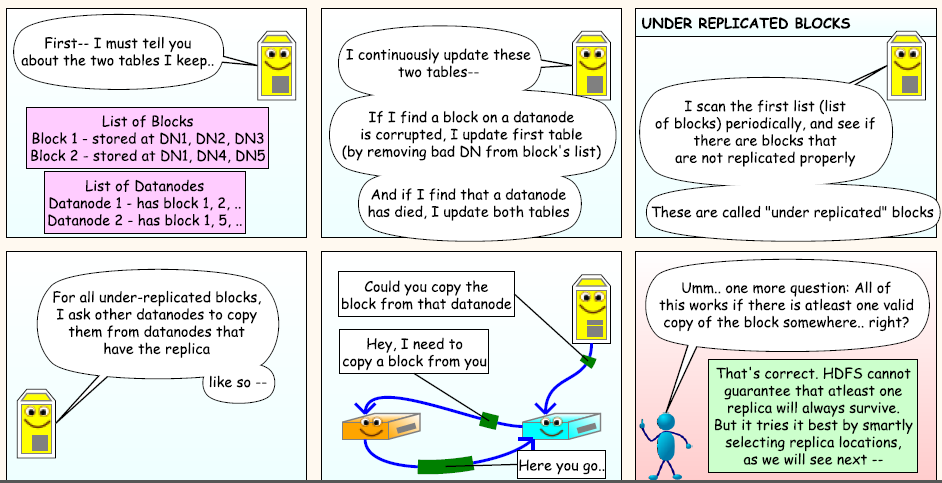 First-- I must tell you
about the two tables I keep..
List of Blocks
Block 1 - stored at DN1, DN2, DN3
Block 2 - stored at DN1, DN4, DN5
List of Datanodes
Datanode 1 - has block 1, 2, ..
Datanode 2 - has block 1, 5, ..
I continuously update these
two tables--
If I find a block on a datanode
is corrupted, I update first table
(by removing bad DN from block's list)
And if I find that a datanode
has died, I update both tables
UNDER REPLICATED BLOCKS
I scan the first list (list
of blocks) periodically, and see if
there are blocks that
are not replicated properly
These are called "under replicated" blocks
For all under-replicated blocks,
I ask other datanodes to copy
them from datanodes that
have the replica
like so --
Could you copy the
block from that datanode
Hey, I need to
copy a block from you
Here you go..
Umm.. one more question: All of
this works if there is atleast one valid
copy of the block somewhere.. right?
That's correct. HDFS cannot
guarantee that atleast one
replica will always survive.
But it tries it best by smartly
selecting replica locations,
as we will see next --